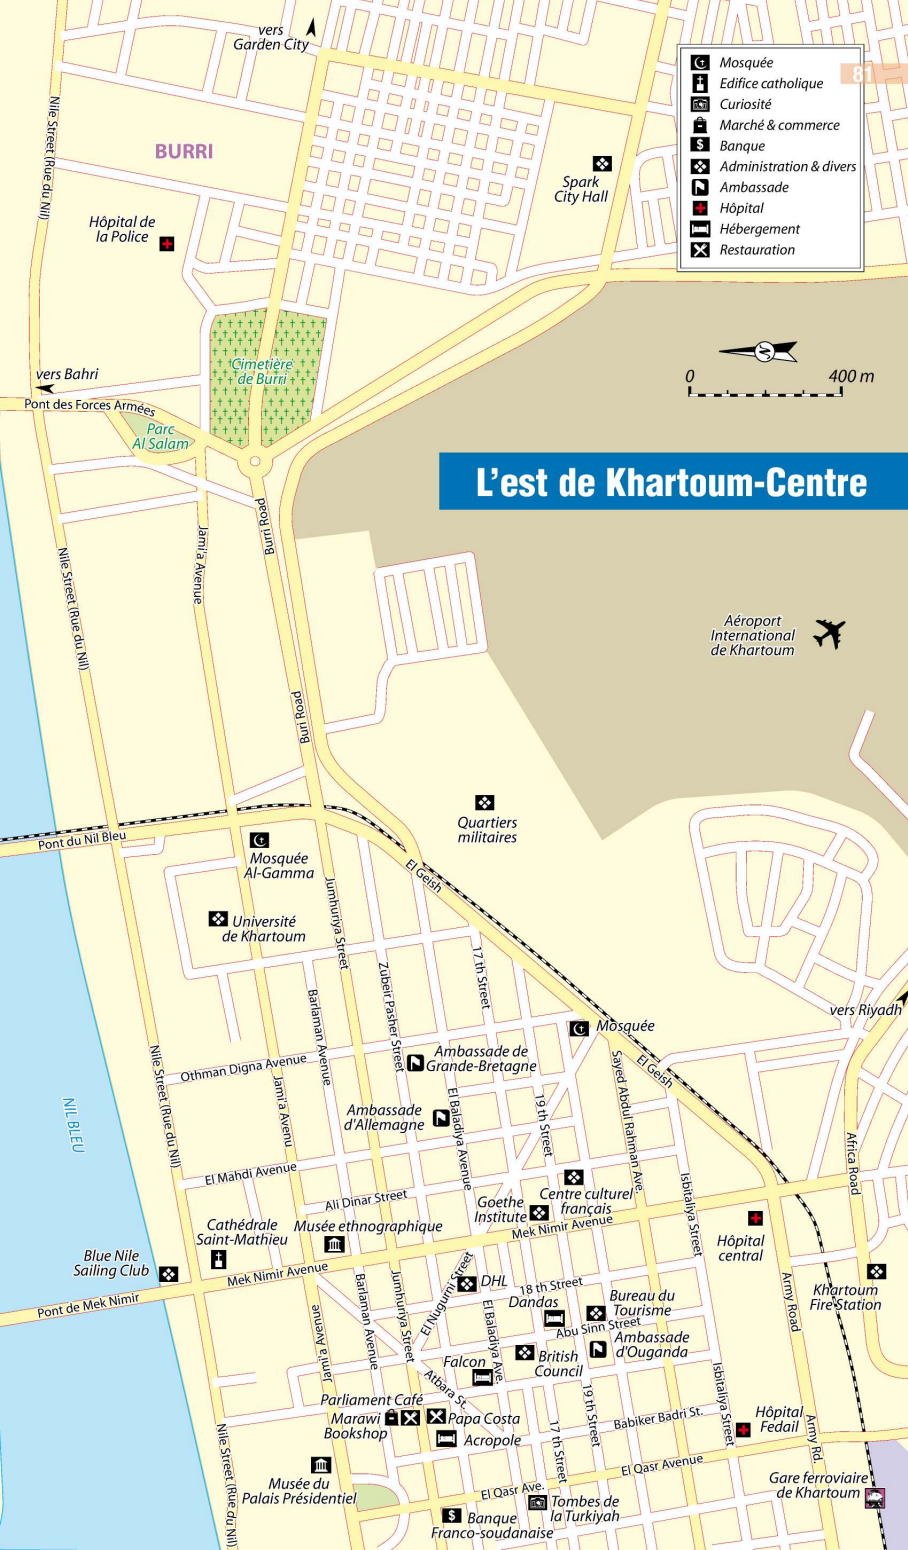 vers
Garden City
81
Mosquée
Edifice catholique
Curiosité
Marché & commerce
$ Banque
Administration & divers
Ambassade
Hôpital
Hébergement
Restauration
Nile Street (Rue du Nil)
BURRI
Spark
City Hall
Hôpital de
la Police
Cimetière
de Burri
vers Bahri
0 400 m
Pont des Forces Armées
Parc
Al Salam
L'est de Khartoum-Centre
Burri Road
Jami'a Avenue
Nile Street (Rue du Nil)
Aéroport
International
de Khartoum
Burri Road
Quartiers
militaires
Pont du Nil Bleu
Mosquée
Al-Gamma
El Geish
Jumhuriya Street
Université
de Khartoum
17 th Street
Zubeir Pasher Street
Barlaman Avenue
vers Riyadh
Mosquée
Nile Street (Rue du Nil)
Othman Digna Avenue
Ambassade de
Grande-Bretagne
El Geish
Sayed Abdul Rahman Ave.
Jami'a Avenu
NIL BLEU
Ambassade
d'Allemagne
El Baladiya Avenue
19 th Street
Africa Road
El Mahdi Avenue
Ali Dinar Street
Isbitaliya Street
Centre culturel
français
Goethe
Institute
Mek Nimir Avenue
Cathédrale
Saint-Mathieu
Musée ethnographique
Hôpital
central
Blue Nile
Sailing Club
Mek Nimir Avenue
Pont de Mek Nimir
Barlaman Avenue
Jumhuriya Street
El Nugumi Street
DHL
18 th Street
Dandas
Bureau du
Tourisme
Khartoum
Fire Station
Army Road
Jami'a Avenue
El Baladiya Ave.
Abu Sinn Street
Ambassade
d'Ouganda
British
Council
Falcon
Atbara St.
Isbitaliya Street
19 th Street
Parliament Café
Marawi
Bookshop
Papa Costa
Acropole
17 th Street
Babiker Badri St.
Hôpital
Fedail
Army Rd.
Nile Street (Rue du Nil)
Musée du
Palais Présidentiel
El Qasr Ave.
El Qasr Avenue
Gare ferroviaire
de Khartoum
Tombes de
la Turkiyah
$ Banque
Franco-soudanaise